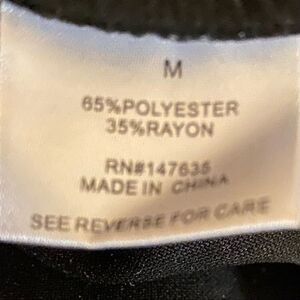 M
65%POLYESTER
35%RAYON
RN#147635
MADE IN CHINA
SEE REVERSE FOR CARE